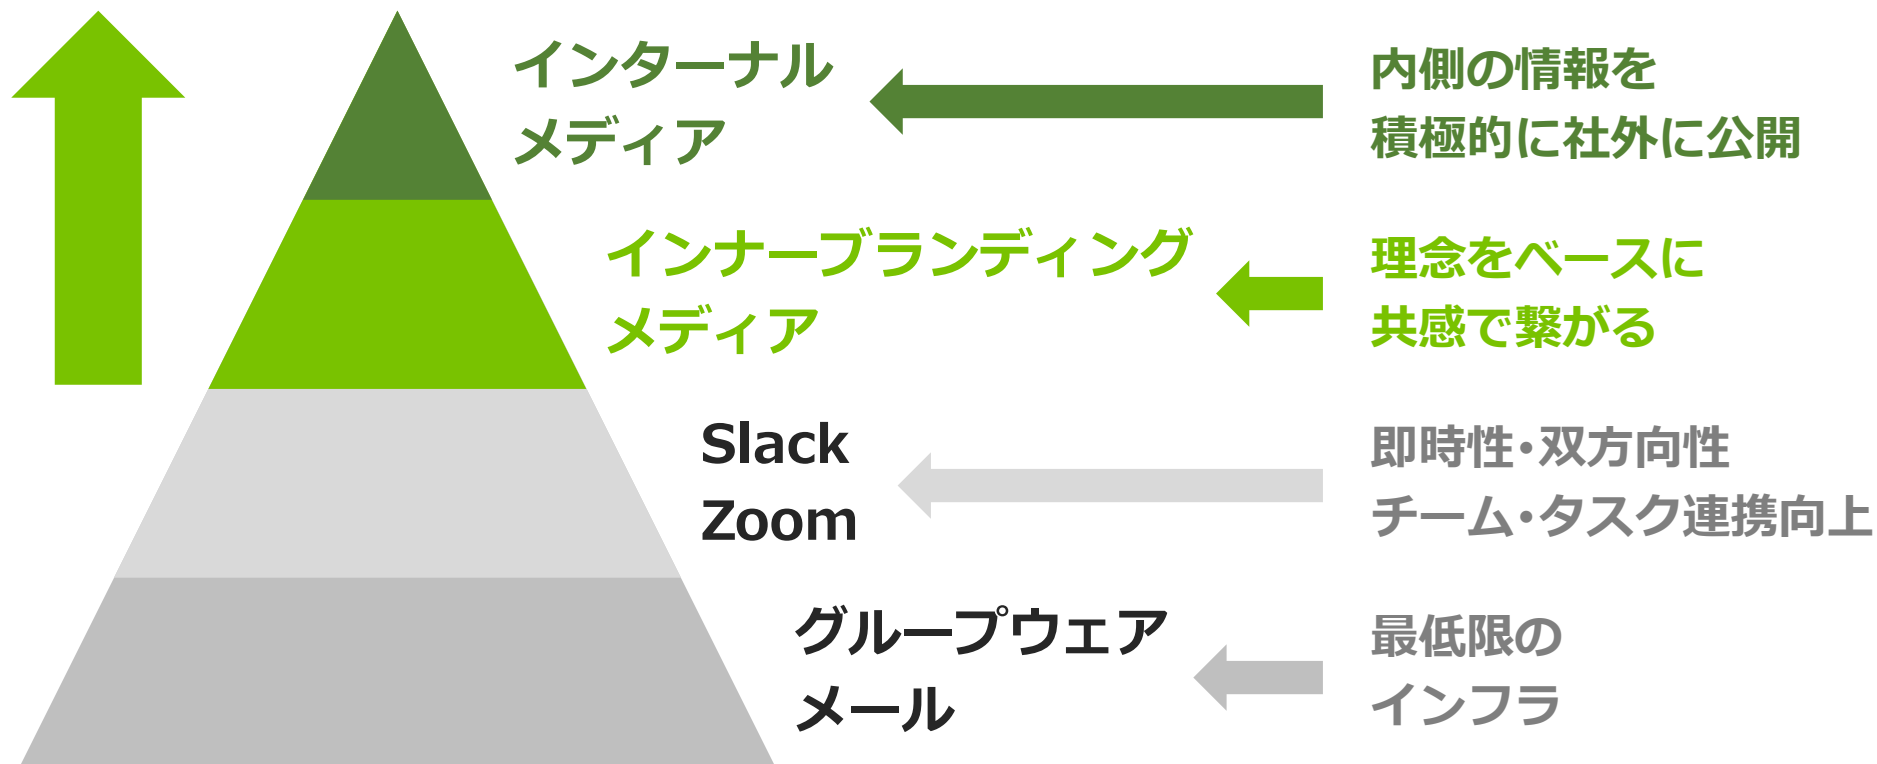 インターナル
メディア
内側の情報を
積極的に社外に公開
インナーブランディング
メディア
理念をベースに
共感で繋がる
Slack
Zoom
即時性・双方向性
チーム・タスク連携向上
グループウェア
メール
最低限の
インフラ